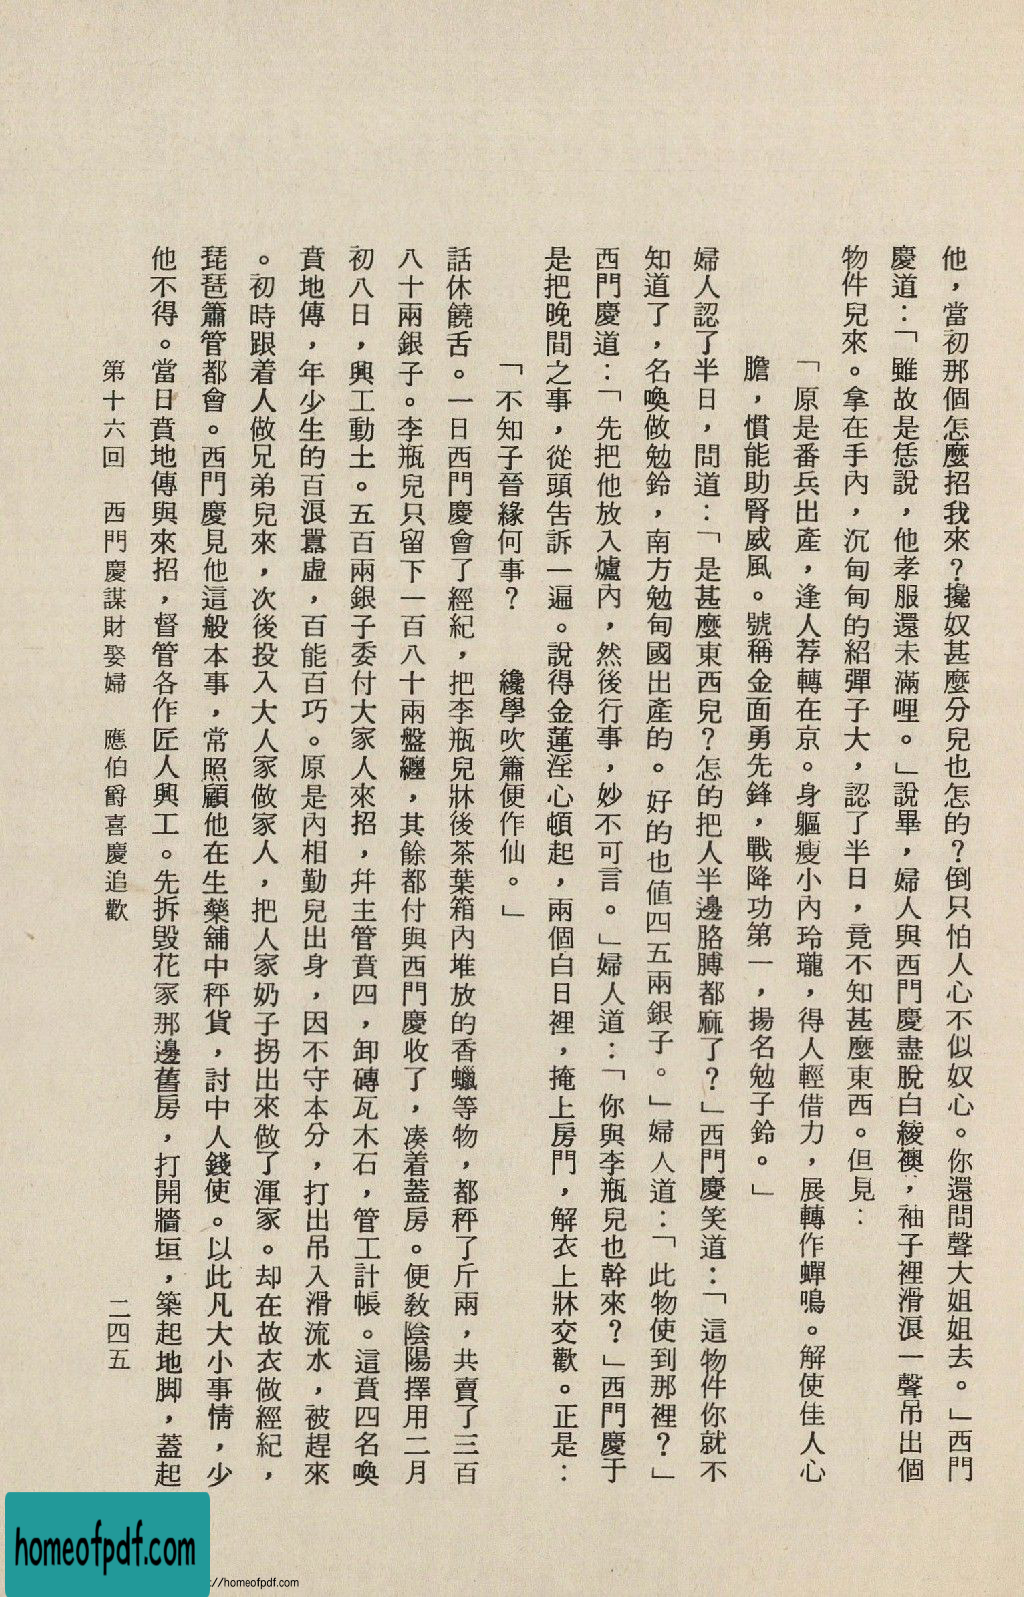 他，當初那個怎麼招我來？攙奴甚麼分兒也怎的？倒只怕人心不似奴心。你還問聲大姐姐去。」西門
慶道：「雖故是恁說，他孝服還未滿哩。」說畢，婦人與西門慶盡脫白綾襖，袖子裡滑浪一聲吊出個
物件兒來。拿在手內，沉甸甸的紹彈子大，認了半日，竟不知甚麼東西。但見：
「原是番兵出產，逢人荐轉在京。身軀瘦小內玲瓏，得人輕借力，展轉作蟬鳴。解使佳人心
膽，慣能助腎威風。號稱金面勇先鋒，戰降功第一，揚名勉子鈴。」
婦人認了半日，問道：「是甚麼東西兒？怎的把人半邊胳膊都麻了？」西門慶笑道：「這物件你就不
知道了，名喚做勉鈴，南方勉甸國出產的。好的也値四五兩銀子。」婦人道：「此物使到那裡？」
西門慶道：「先把他放入爐內，然後行事，妙不可言。」婦人道：「你與李瓶兒也幹來？」西門慶于
是把晚間之事，從頭告訴一遍。說得金蓮淫心頓起，兩個白日裡，掩上房門，解衣上牀交歡。正是：
「不知子晉緣何事？　纔學吹簫便作仙。」
話休饒舌。一日西門慶會了經紀，把李瓶兒牀後茶葉箱內堆放的香蠟等物，都秤了斤兩，共賣了三百
八十兩銀子。李瓶兒只留下一百八十兩盤纏，其餘都付與西門慶收了，凑着蓋房。便敎陰陽擇用二月
初八日，興工動土。五百兩銀子委付大家人來招，幷主管賁四，卸磚瓦木石，管工計帳。這賁四名喚
賁地傳，年少生的百浪囂虛，百能百巧。原是內相勤兒出身，因不守本分，打出吊入滑流水，被趕來
。初時跟着人做兄弟兒來，次後投入大人家做家人，把人家奶子拐出來做了渾家。却在故衣做經紀，
琵琶簫管都會。西門慶見他這般本事，常照顧他在生藥舖中秤貨，討中人錢使。以此凡大小事情，少
他不得。當日賁地傳與來招，督管各作匠人興工。先拆毀花家那邊舊房，打開牆垣，築起地脚，蓋起
第十六回　西門慶謀財娶婦　應伯爵喜慶追歡
二四五
homeofpdf.com
://homeofpdf.com